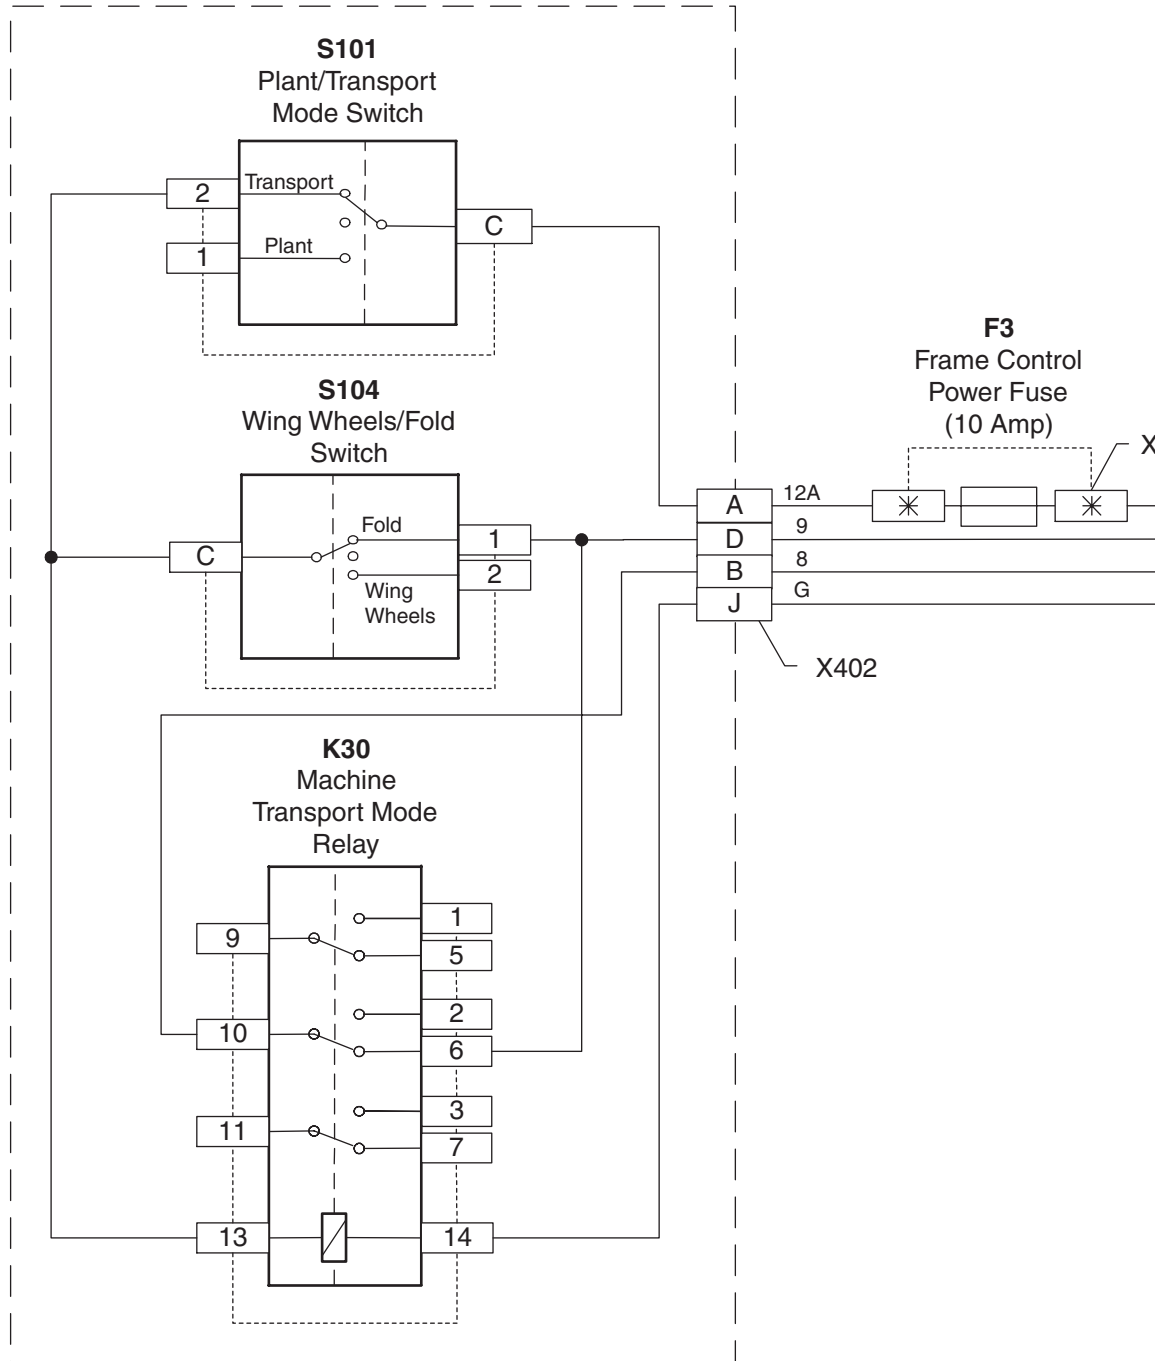 S101
Plant/Transport
Mode Switch
2
Transport
C
1
Plant
F3
Frame Control
Power Fuse
(10 Amp)
X
S104
Wing Wheels/Fold
Switch
Fold
C
1
2
Wing
Wheels
A
12A
D
9
B
8
J
G
X402
K30
Machine
Transport Mode
Relay
9
1
5
10
2
6
11
3
7
13
14